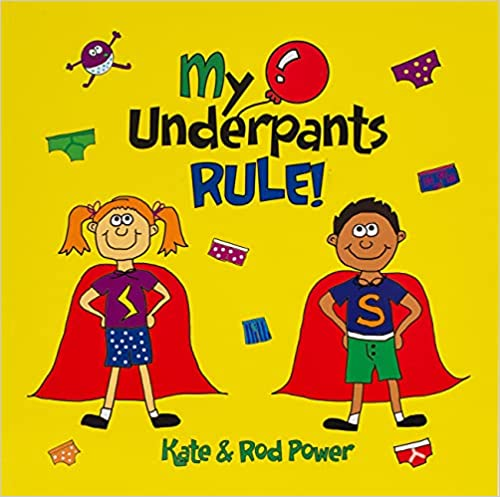 My
Underpants
RULE!
S
Kate & Rod Power